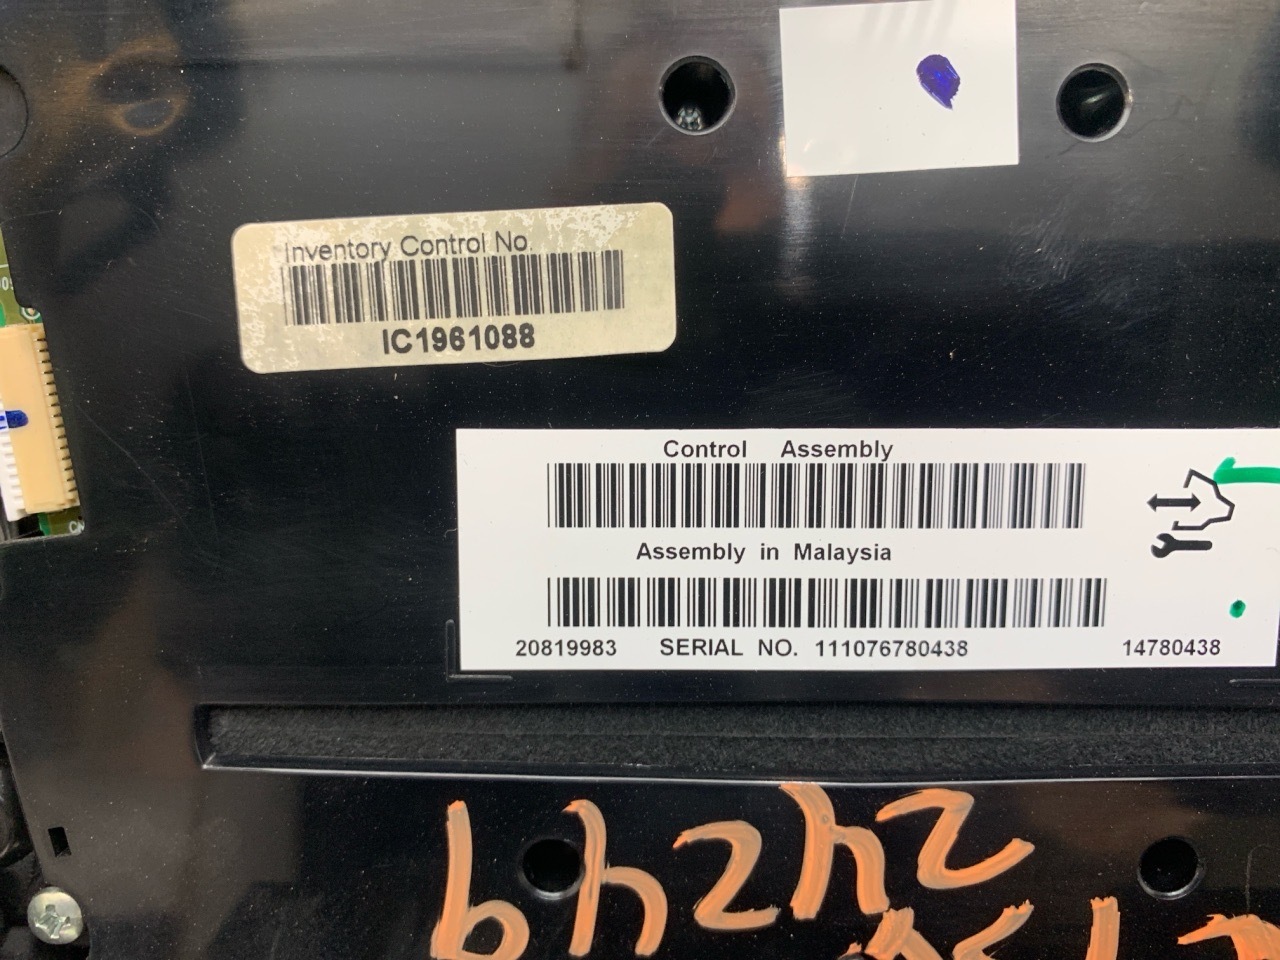 Inventory Control No.
IC1961088
Control Assembly
Assembly in Malaysia
20819983 SERIAL NO. 111076780438 14780438